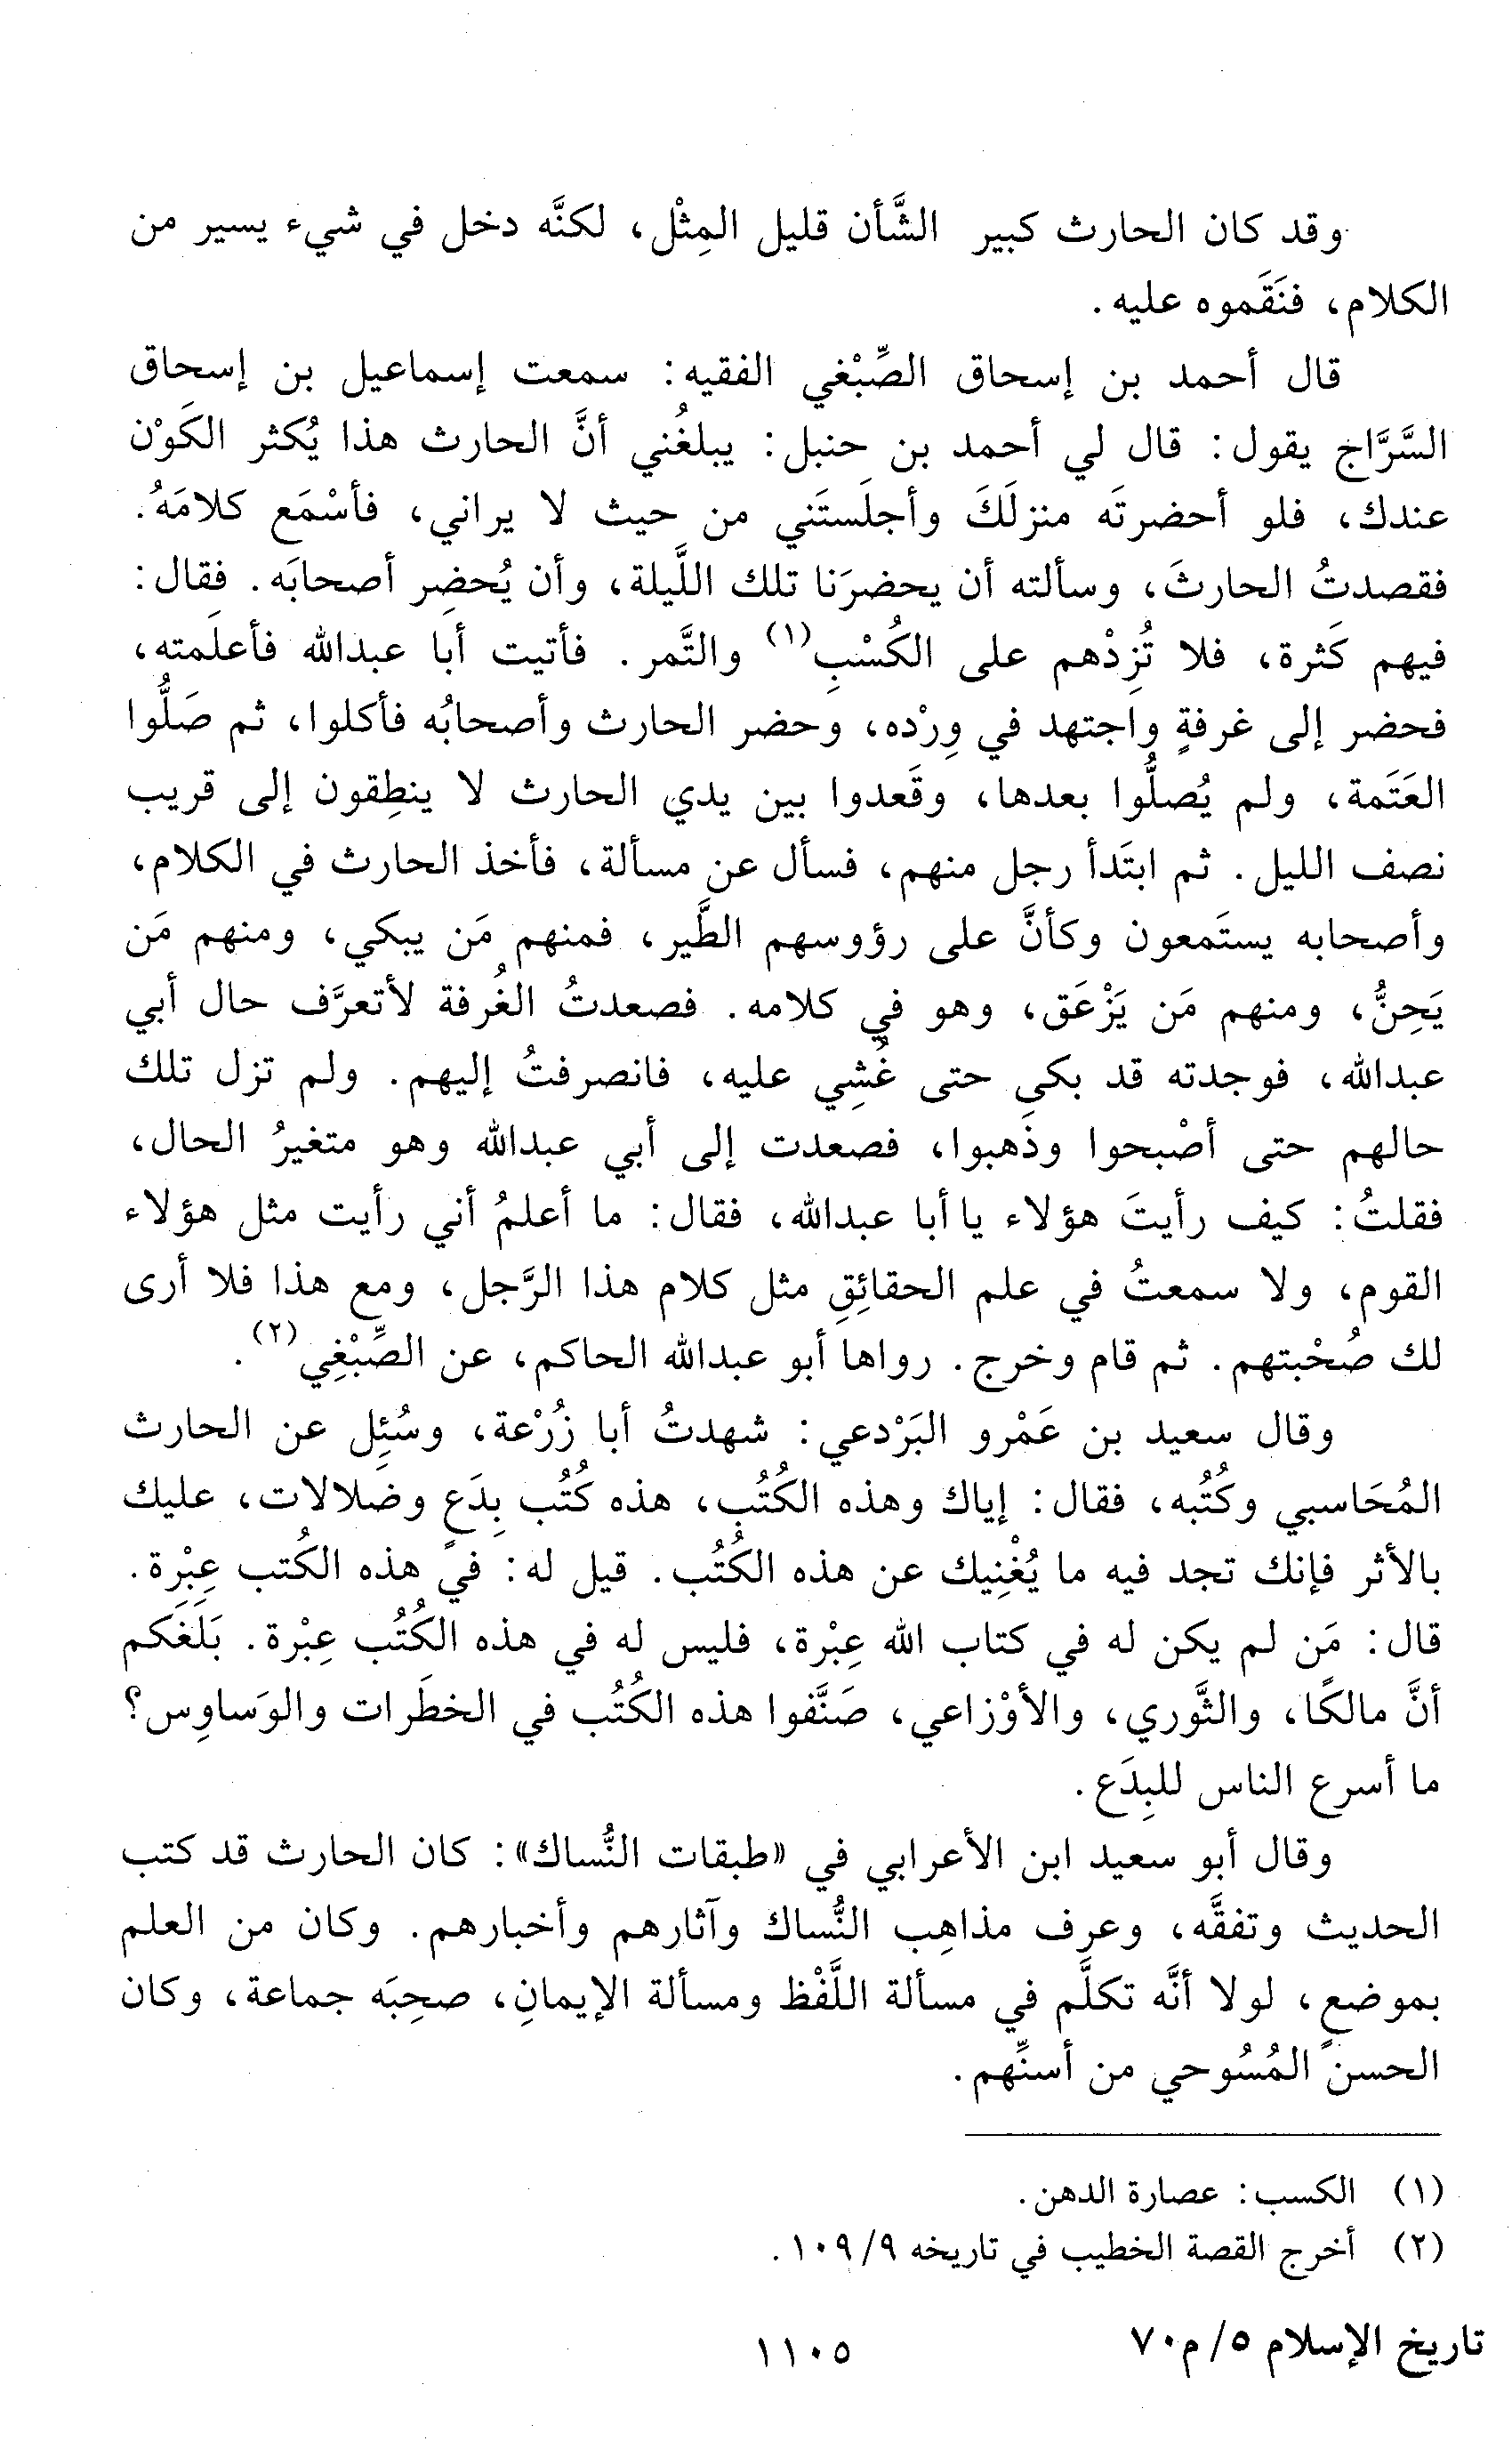 وقد كان الحارث كبير الشَّأن قليل المِثْل، لكنَّه دخل في شيء يسير من
الكلام، فنَقَموه عليه.
قال أحمد بن إسحاق الصِّبْغي الفقيه: سمعت إسماعيل بن إسحاق
السَّرَّاج يقول: قال لي أحمد بن حنبل: يبلغُني أنَّ الحارث هذا يُكثر الكَوْن
عندك، فلو أحضرتَه منزلَكَ وأجلَستَني من حيث لا يراني، فأسْمَع كلامَهُ.
فقصدتُ الحارثَ، وسألته أن يحضرَنا تلك اللَّيلة، وأن يُحضِر أصحابَه. فقال:
فيهم كَثرة، فلا تُزِدْهم على الكُسْبِ(١) والتَّمر. فأتيت أبا عبدالله فأعلَمته،
فحضر إلى غرفةٍ واجتهد في وِرْده، وحضر الحارث وأصحابُه فأكلوا، ثم صَلُّوا
العَتَمة، ولم يُصلُّوا بعدها، وقَعدوا بين يدي الحارث لا ينطِقون إلى قريب
نصف الليل. ثم ابتَدأ رجل منهم، فسأل عن مسألة، فأخذ الحارث في الكلام،
وأصحابه يستَمعون وكأنَّ على رؤوسهم الطَّير، فمنهم مَن يبكي، ومنهم مَن
يَحِنُّ، ومنهم مَن يَزْعَق، وهو في كلامه. فصعدتُ الغُرفة لأتعرَّف حال أبي
عبدالله، فوجدته قد بكى حتى غُشِي عليه، فانصرفتُ إليهم. ولم تزل تلك
حالهم حتى أصْبحوا وذَهبوا، فصعدت إلى أبي عبدالله وهو متغيرُ الحال،
فقلتُ: كيف رأيتَ هؤلاء يا أبا عبدالله، فقال: ما أعلمُ أني رأيت مثل هؤلاء
القوم، ولا سمعتُ في علم الحقائِقِ مثل كلام هذا الرَّجل، ومع هذا فلا أرى
لك صُحْبتهم. ثم قام وخرج. رواها أبو عبدالله الحاكم، عن الصِّبْغِي(٢).
وقال سعيد بن عَمْرو البَرْدعي: شهدتُ أبا زُرْعة، وسُئِل عن الحارث
المُحَاسبي وكُتُبه، فقال: إياك وهذه الكُتُب، هذه كُتُب بِدَعٍ وضلالات، عليك
بالأثر فإنك تجد فيه ما يُغْنِيك عن هذه الكُتُب. قيل له: في هذه الكُتب عِبْرة.
قال: مَن لم يكن له في كتاب الله عِبْرة، فليس له في هذه الكُتُب عِبْرة. بَلَغَكم
أنَّ مالكًا، والثَّوري، والأوْزاعي، صَنَّفوا هذه الكُتُب في الخطَرات والوَساوِس؟
ما أسرع الناس للبِدَع.
وقال أبو سعيد ابن الأعرابي في «طبقات النُّساك»: كان الحارث قد كتب
الحديث وتفقَّه، وعرف مذاهِب النُّساك وآثارهم وأخبارهم. وكان من العلم
بموضعٍ، لولا أنَّه تكلَّم في مسألة اللَّفْظ ومسألة الإيمانِ، صحِبَه جماعة، وكان
الحسن المُسُوحي من أسنِّهم.
(١) الكسب: عصارة الدهن.
(٢) أخرج القصة الخطيب في تاريخه ٩/ ١٠٩.
تاريخ الإسلام ٥/ م٧٠
١١٠٥